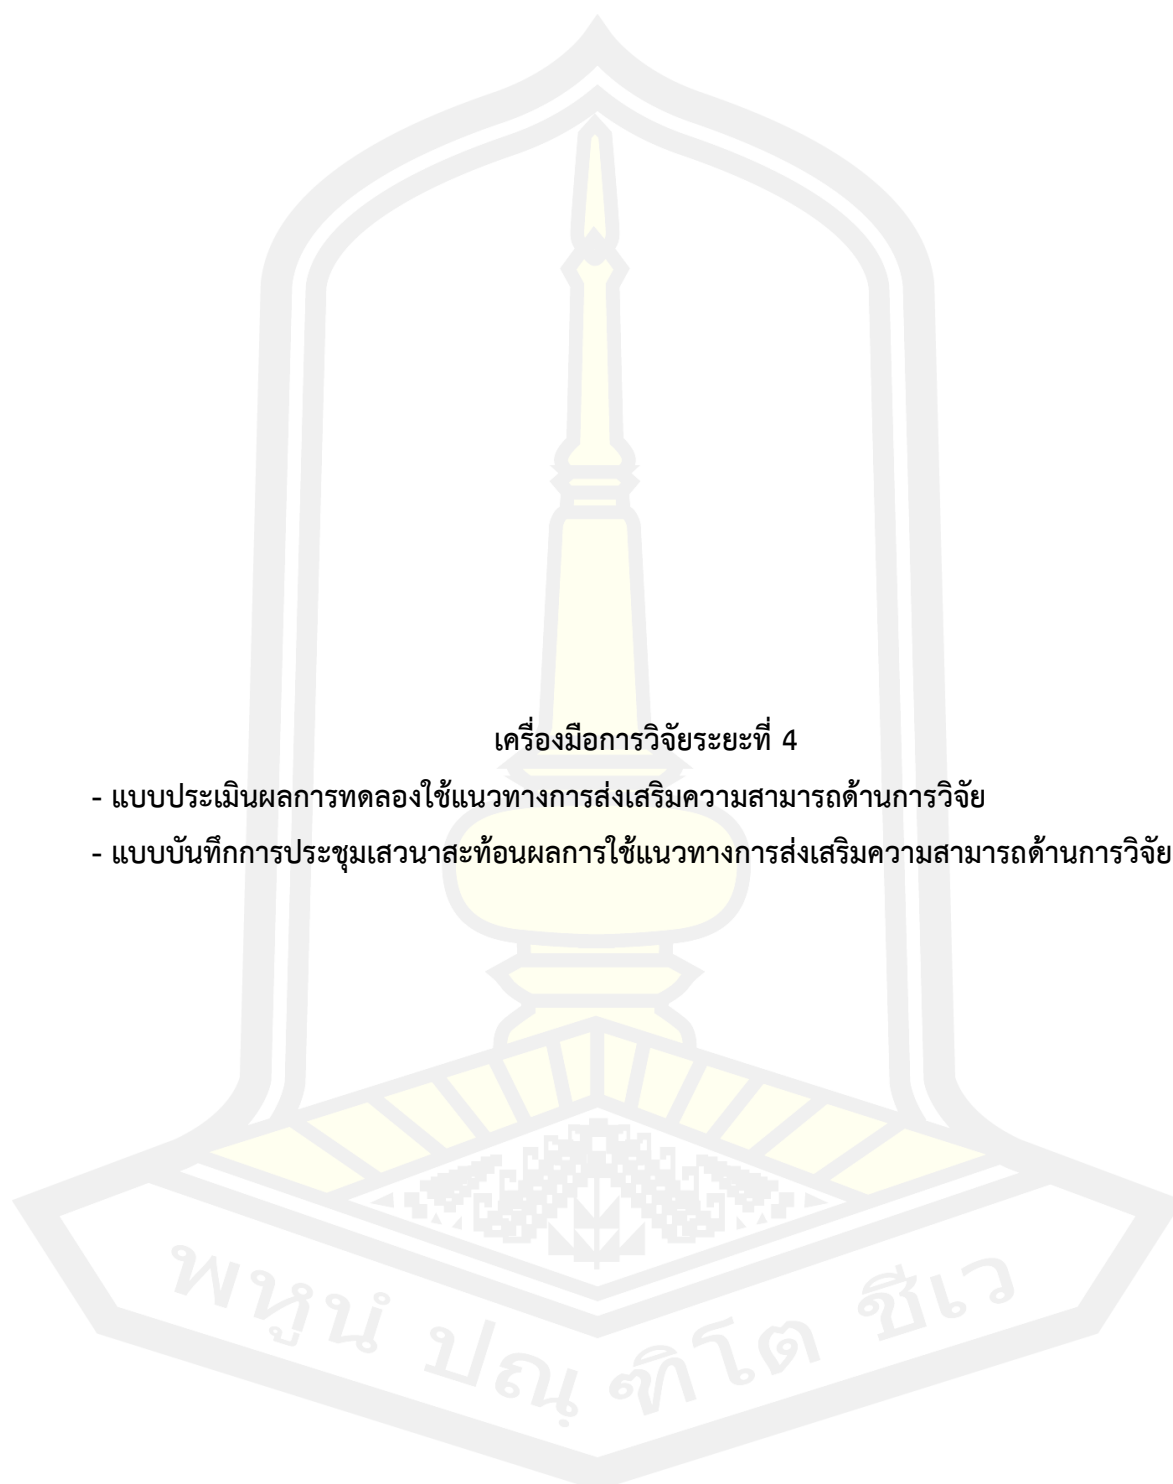 เครื่องมือการวิจัยระยะที่ 4
- แบบประเมินผลการทดลองใช้แนวทางการส่งเสริมความสามารถด้านการวิจัย
- แบบบันทึกการประชุมเสวนาสะท้อนผลการใช้แนวทางการส่งเสริมความสามารถด้านการวิจัย
พหูนํ ปณฺ ฑิโต ชีเว